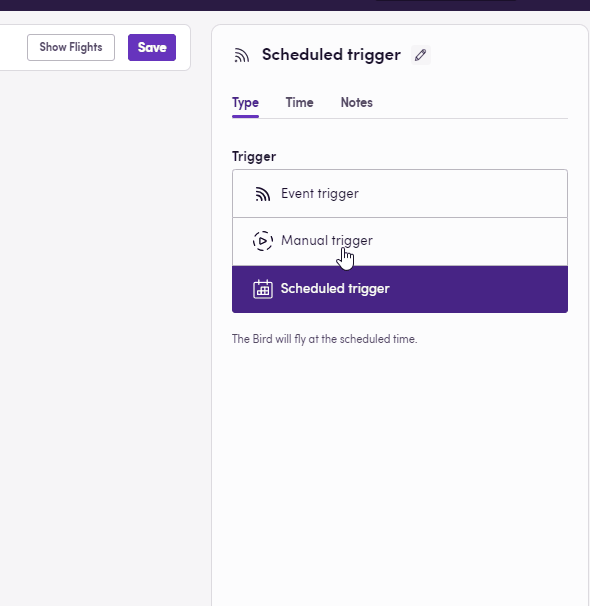 Show Flights
Save
Scheduled trigger
Type
Time
Notes
Trigger
Event trigger
Manual trigger
Scheduled trigger
The Bird will fly at the scheduled time.